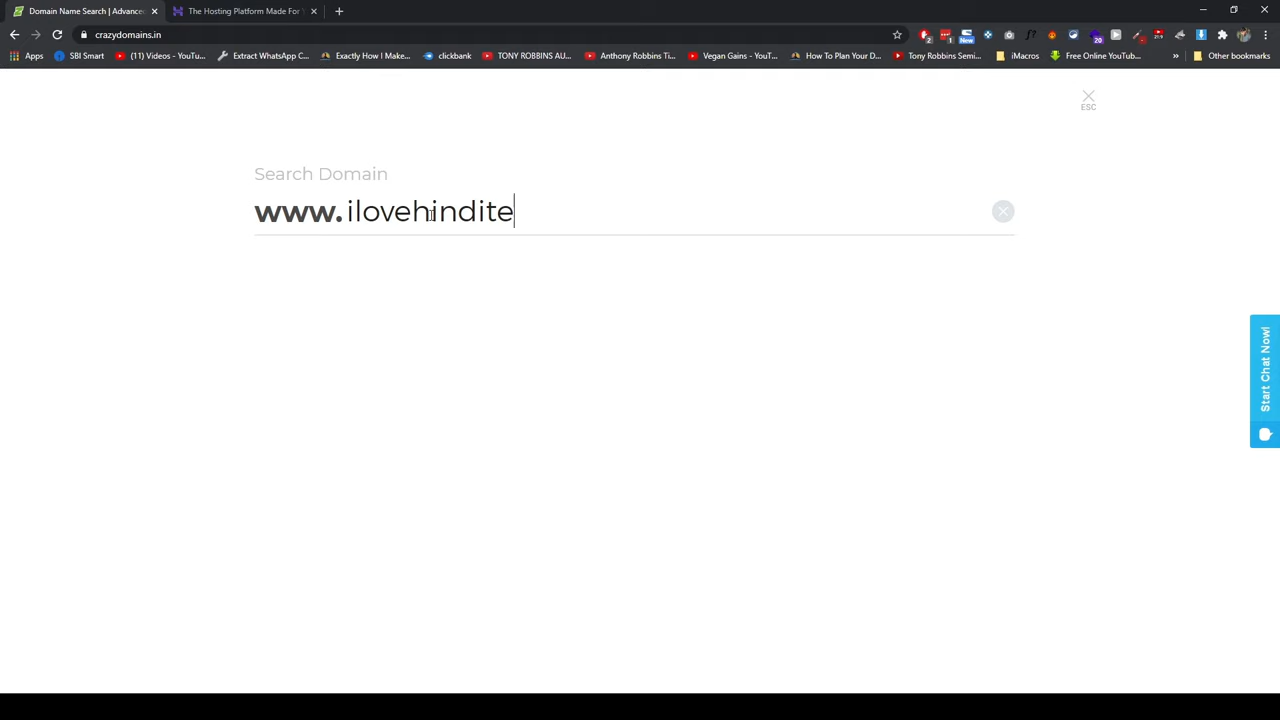 Domain Name Search | Advance
The Hosting Platform Made For
crazydomains.in
Apps
SBI Smart
(11) Videos - YouTu...
Extract WhatsApp C...
Exactly How I Make...
clickbank
TONY ROBBINS AU...
Anthony Robbins Ti...
Vegan Gains - YouT...
How To Plan Your D...
Tony Robbins Semi...
iMacros
Free Online YouTub...
»
Other bookmarks
New
ESC
Search Domain
www.ilovehindite
Start Chat Now!